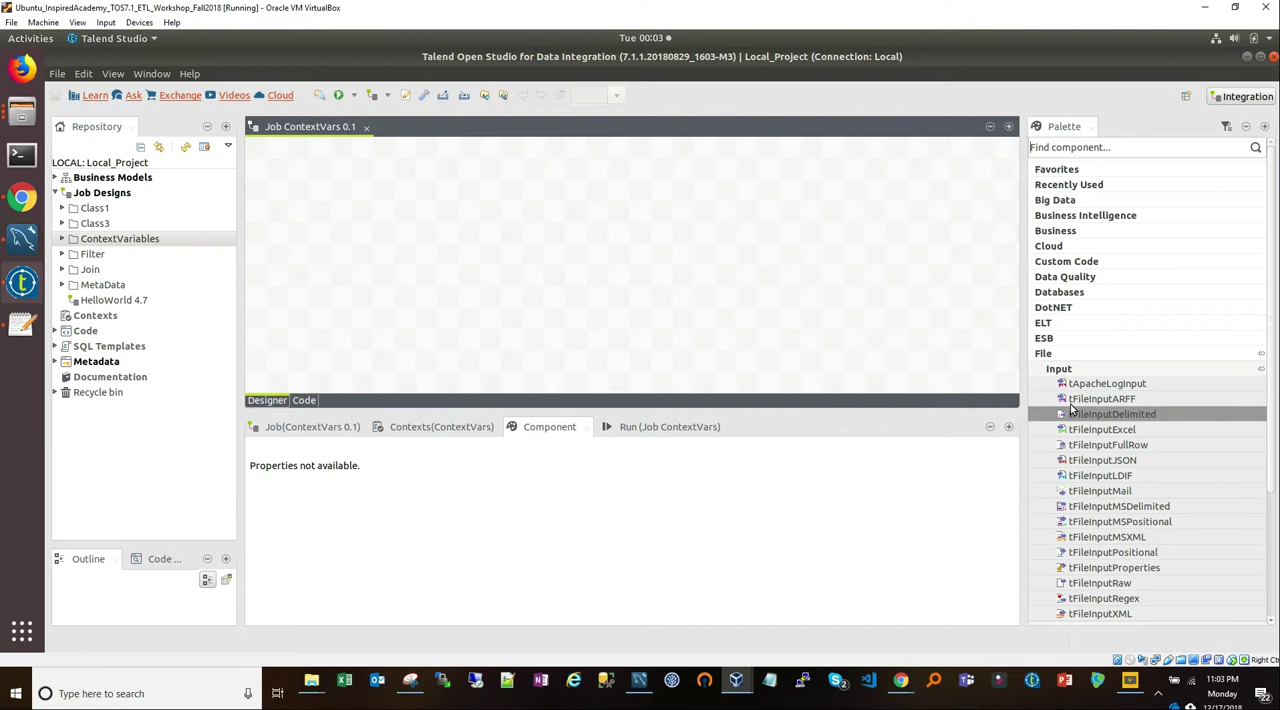 Ubuntu_InspiredAcademy_TOS7.1_ETL_Workshop_Fall2018 [Running] - Oracle VM VirtualBox
File Machine View Input Devices Help
Activities Talend Studio Tue 00:03
Talend Open Studio for Data Integration (7.1.1.20180829_1603-M3) | Local_Project (Connection: Local)
File Edit View Window Help
Learn Ask Exchange Videos Cloud Integration
Repository
LOCAL: Local_Project
Business Models
Job Designs
Class1
Class3
ContextVariables
Filter
Join
MetaData
HelloWorld 4.7
Contexts
Code
SQL Templates
Metadata
Documentation
Recycle bin
Outline Code ...
Job ContextVars 0.1
Designer Code
Job(ContextVars 0.1) Contexts(ContextVars) Component Run (Job ContextVars)
Properties not available.
Palette
Find component...
Favorites
Recently Used
Big Data
Business Intelligence
Business
Cloud
Custom Code
Data Quality
Databases
DotNET
ELT
ESB
File
Input
tApacheLogInput
tFileInputARFF
tFileInputDelimited
tFileInputExcel
tFileInputFullRow
tFileInputJSON
tFileInputLDIF
tFileInputMail
tFileInputMSDelimited
tFileInputMSPositional
tFileInputMSXML
tFileInputPositional
tFileInputProperties
tFileInputRaw
tFileInputRegex
tFileInputXML
Right Ct
Type here to search
11:03 PM
Monday
12/17/2018
22